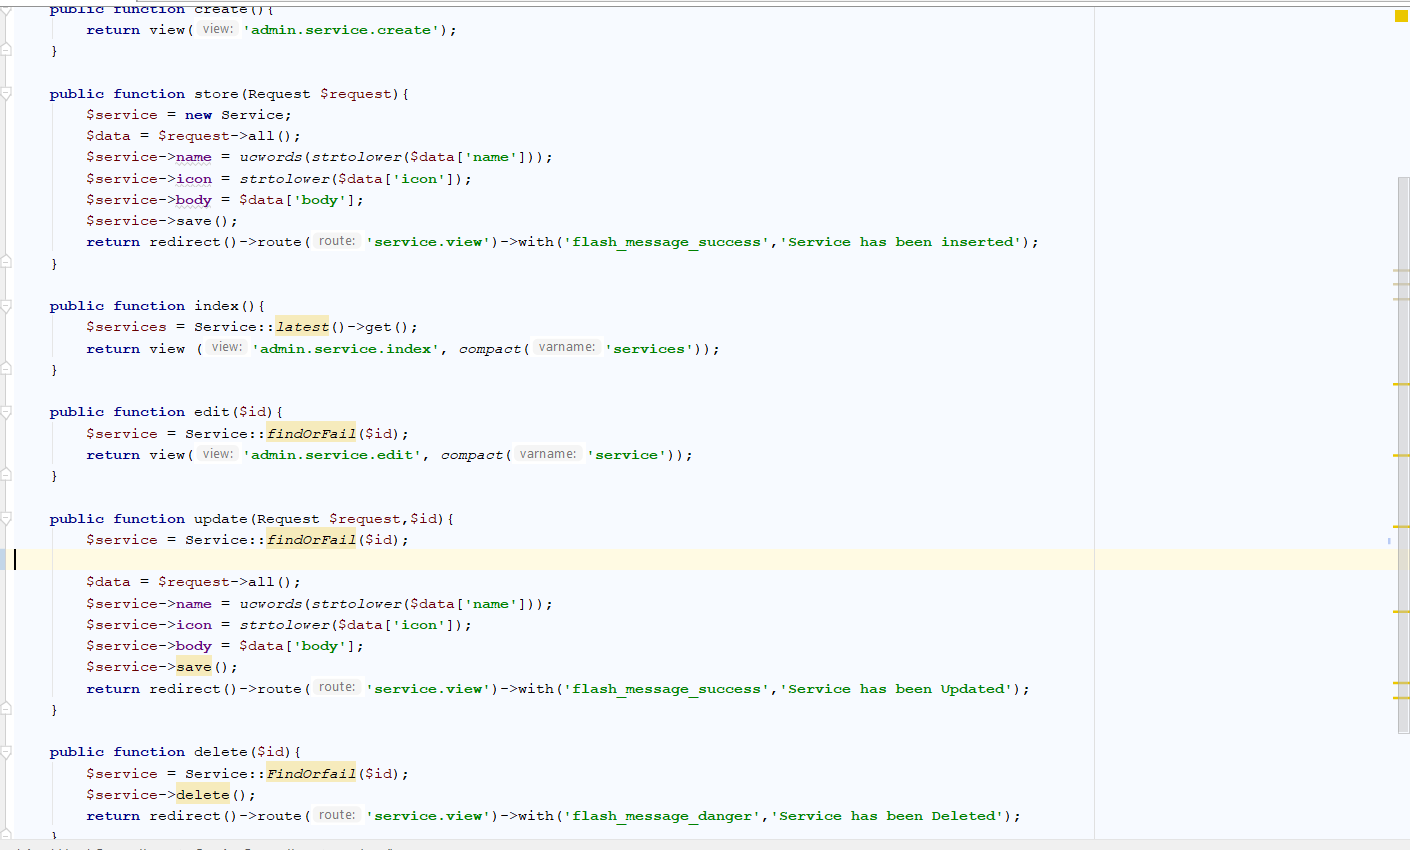 public function create(){
return view( view: 'admin.service.create');
}
public function store(Request $request){
$service = new Service;
$data = $request->all();
$service->name = ucwords(strtolower($data['name']));
$service->icon = strtolower($data['icon']);
$service->body = $data['body'];
$service->save();
return redirect()->route( route: 'service.view')->with('flash_message_success','Service has been inserted');
}
public function index(){
$services = Service::latest()->get();
return view ( view: 'admin.service.index', compact( varname: 'services'));
}
public function edit($id){
$service = Service::findOrFail($id);
return view( view: 'admin.service.edit', compact( varname: 'service'));
}
public function update(Request $request,$id){
$service = Service::findOrFail($id);
$data = $request->all();
$service->name = ucwords(strtolower($data['name']));
$service->icon = strtolower($data['icon']);
$service->body = $data['body'];
$service->save();
return redirect()->route( route: 'service.view')->with('flash_message_success','Service has been Updated');
}
public function delete($id){
$service = Service::FindOrfail($id);
$service->delete();
return redirect()->route( route: 'service.view')->with('flash_message_danger','Service has been Deleted');
}